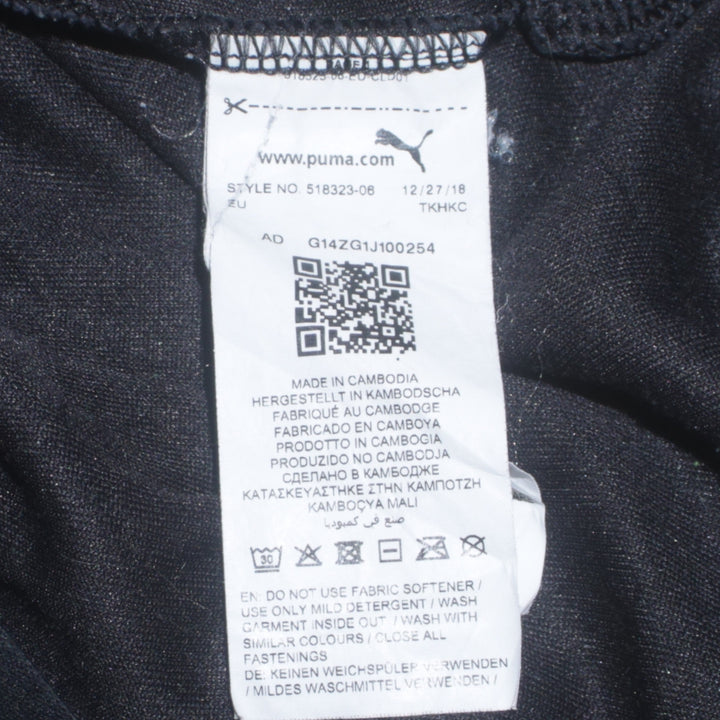 www.puma.com
STYLE NO. 518323-06 12/27/18
EU TKHKC
AD G14ZG1J100254
MADE IN CAMBODIA
HERGESTELLT IN KAMBODSCHA
FABRIQUÉ AU CAMBODGE
FABRICADO EN CAMBOYA
PRODOTTO IN CAMBOGIA
PRODUZIDO NO CAMBODJA
СДЕЛАНО В КАМБОДЖЕ
ΚΑΤΑΣΚΕΥΑΣΤΗΚΕ ΣΤΗΝ ΚΑΜΠΟΤΖΗ
KAMBOÇYA MALI
صنع في كمبوديا
30
EN: DO NOT USE FABRIC SOFTENER /
USE ONLY MILD DETERGENT / WASH
GARMENT INSIDE OUT / WASH WITH
SIMILAR COLOURS / CLOSE ALL
FASTENINGS
DE: KEINEN WEICHSPÜLER VERWENDEN
/ MILDES WASCHMITTEL VERWENDEN /